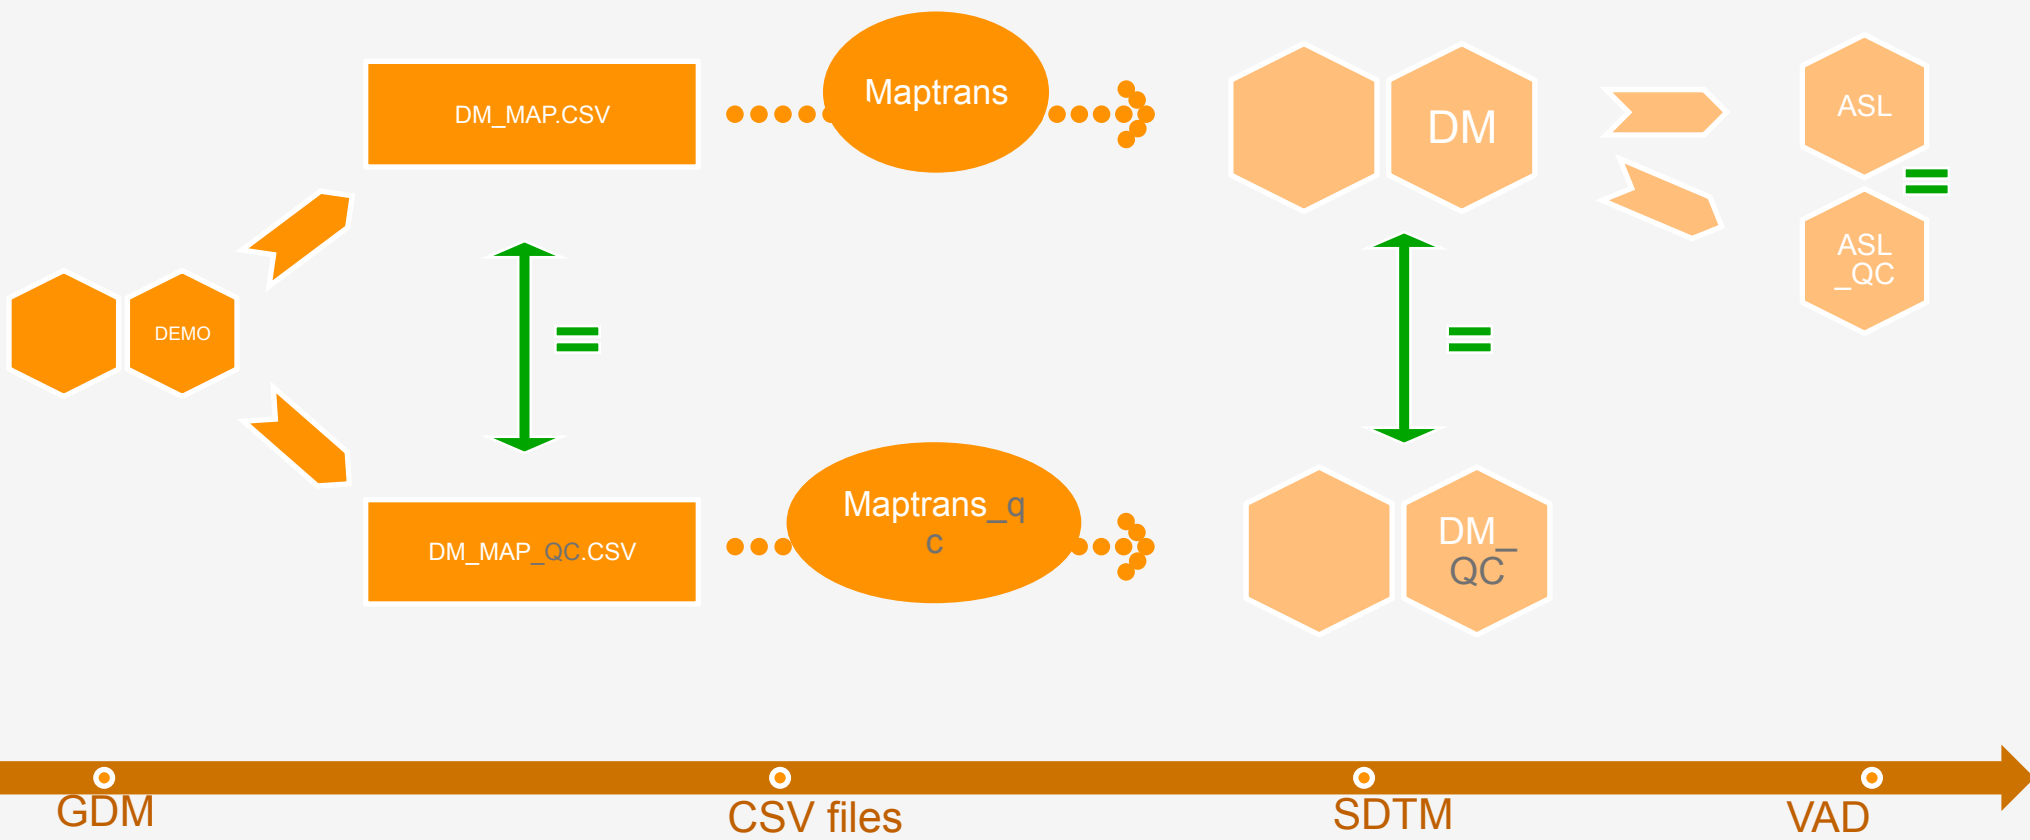 DM_MAP.CSV
Maptrans
DM
ASL
ASL
_QC
DEMO
DM_MAP_QC.CSV
Maptrans_q
c
DM_
QC
GDM
CSV files
SDTM
VAD